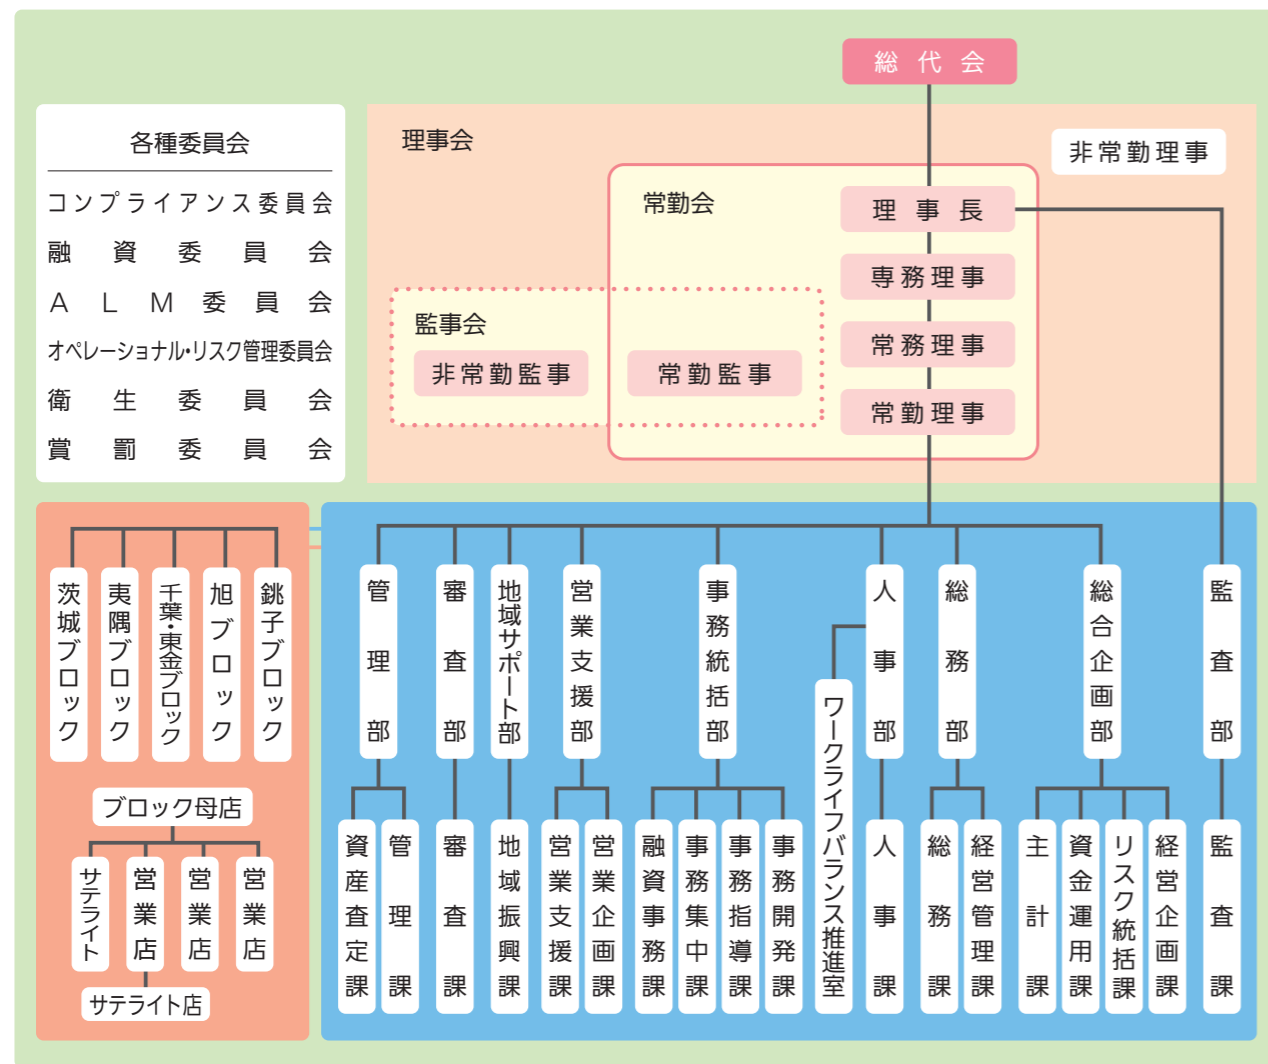 総代会
各種委員会
コンプライアンス委員会
融資委員会
ALM委員会
オペレーショナル・リスク管理委員会
衛生委員会
賞罰委員会
理事会
非常勤理事
常勤会
理事長
専務理事
常務理事
常勤理事
監事会
非常勤監事
常勤監事
茨城ブロック
夷隅ブロック
千葉・東金ブロック
旭ブロック
銚子ブロック
ブロック母店
サテライト
営業店
営業店
営業店
サテライト店
管理部
審査部
地域サポート部
営業支援部
事務統括部
人事部
総務部
総合企画部
監査部
資産査定課
管理課
審査課
地域振興課
営業支援課
営業企画課
融資事務課
事務集中課
事務指導課
事務開発課
ワークライフバランス推進室
人事課
総務課
経営管理課
主計課
資金運用課
リスク統括課
経営企画課
監査課